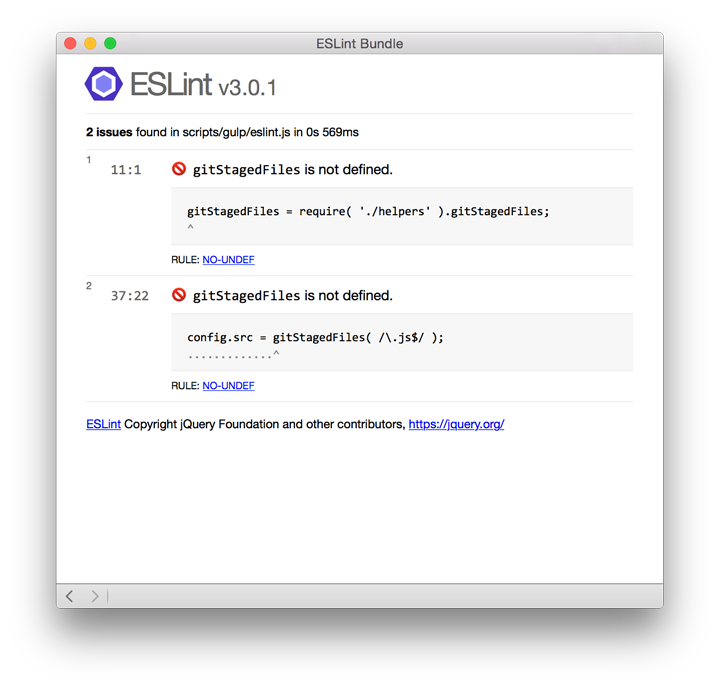 ESLint Bundle
ESLint v3.0.1
2 issues found in scripts/gulp/eslint.js in 0s 569ms
1 11:1 gitStagedFiles is not defined.
gitStagedFiles = require( './helpers' ).gitStagedFiles;
^
RULE: NO-UNDEF
2 37:22 gitStagedFiles is not defined.
config.src = gitStagedFiles( /\.js$/ );
.............^
RULE: NO-UNDEF
ESLint Copyright jQuery Foundation and other contributors, https://jquery.org/